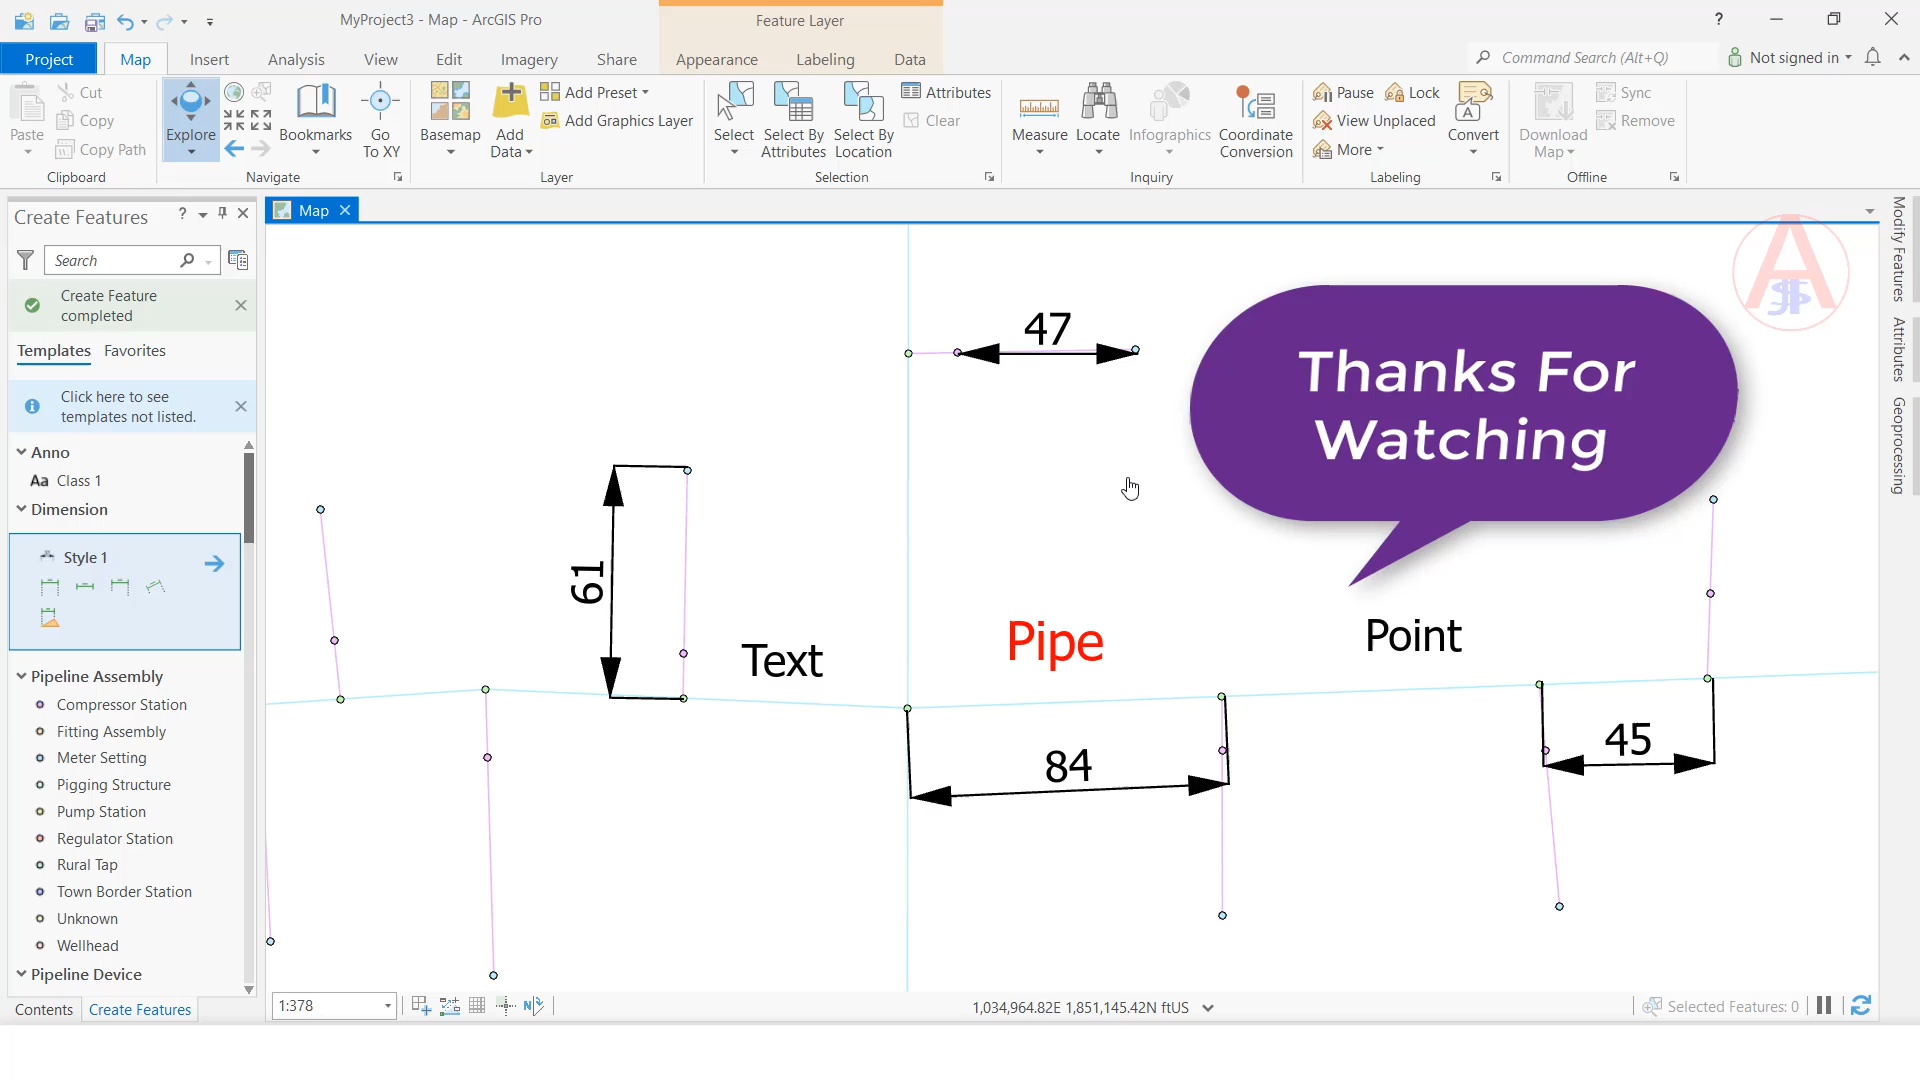 MyProject3 - Map - ArcGIS Pro
Feature Layer
?
Project
Map
Insert
Analysis
View
Edit
Imagery
Share
Appearance
Labeling
Data
Command Search (Alt+Q)
Not signed in
Paste
Cut
Copy
Copy Path
Clipboard
Explore
Bookmarks
Go
To XY
Navigate
Basemap
Add
Data
Add Preset
Add Graphics Layer
Layer
Select
Select By
Attributes
Select By
Location
Attributes
Clear
Selection
Measure
Locate
Infographics
Coordinate
Conversion
Inquiry
Pause
Lock
View Unplaced
More
Convert
Labeling
Download
Map
Sync
Remove
Offline
Create Features
?
Search
Create Feature
completed
Templates
Favorites
Click here to see
templates not listed.
Anno
Aa Class 1
Dimension
Style 1
Pipeline Assembly
Compressor Station
Fitting Assembly
Meter Setting
Pigging Structure
Pump Station
Regulator Station
Rural Tap
Town Border Station
Unknown
Wellhead
Pipeline Device
Contents
Create Features
Map
47
Thanks For
Watching
61
Text
Pipe
Point
84
45
Modify Features
Attributes
Geoprocessing
1:378
1,034,964.82E 1,851,145.42N ftUS
Selected Features: 0